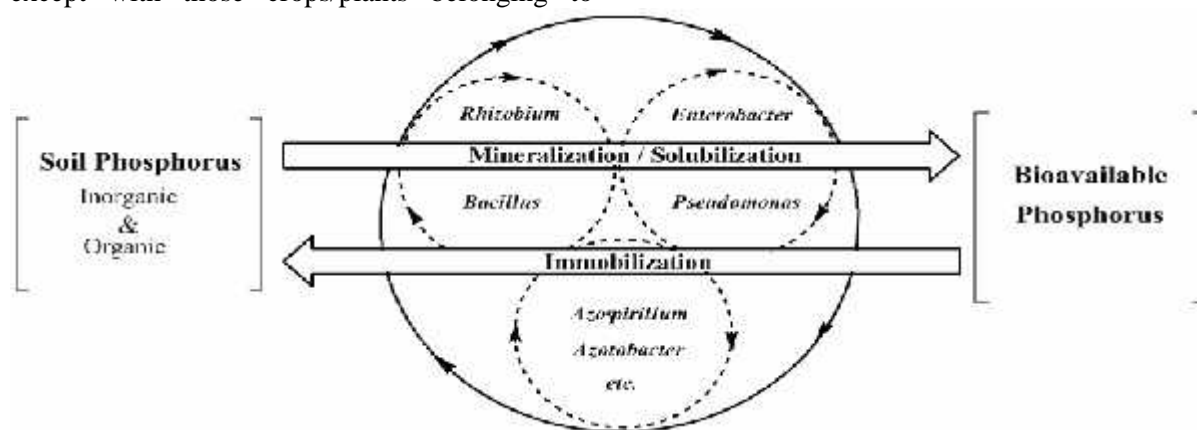 except with those crops/plants belonging to
Rhizobium
Enterobacter
Soil Phosphorus
Inorganic
&
Organic
Mineralization / Solubilization
Bioavailable
Phosphorus
Bacillus
Pseudomonas
Immobilization
Azospirillum
Azotobacter
etc.